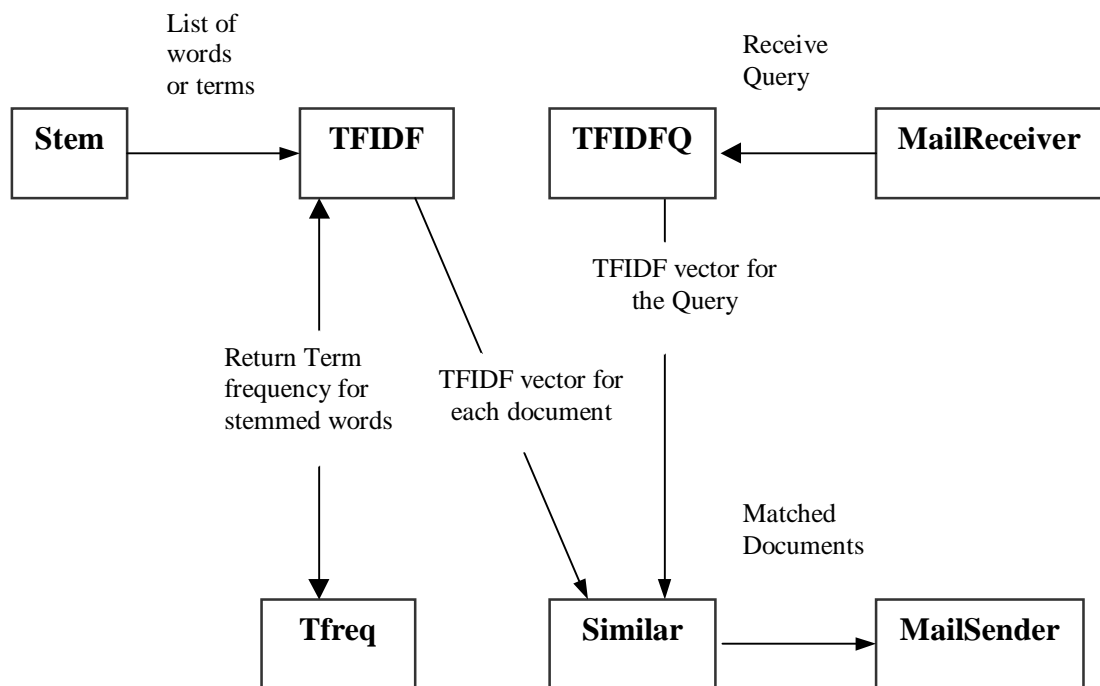 List of
words
or terms
Receive
Query
Stem
TFIDF
TFIDFQ
MailReceiver
TFIDF vector for
the Query
Return Term
frequency for
stemmed words
TFIDF vector for
each document
Matched
Documents
Tfreq
Similar
MailSender